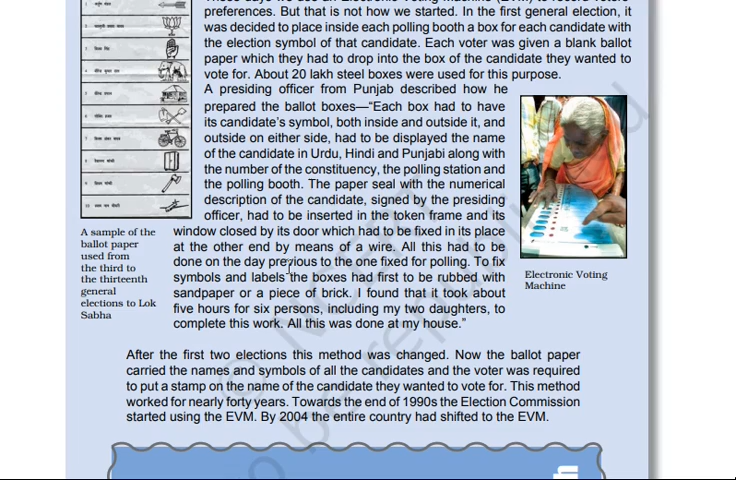 preferences. But that is not how we started. In the first general election, it
was decided to place inside each polling booth a box for each candidate with
the election symbol of that candidate. Each voter was given a blank ballot
paper which they had to drop into the box of the candidate they wanted to
vote for. About 20 lakh steel boxes were used for this purpose.
A presiding officer from Punjab described how he
prepared the ballot boxes—“Each box had to have
its candidate’s symbol, both inside and outside it, and
outside on either side, had to be displayed the name
of the candidate in Urdu, Hindi and Punjabi along with
the number of the constituency, the polling station and
the polling booth. The paper seal with the numerical
description of the candidate, signed by the presiding
officer, had to be inserted in the token frame and its
window closed by its door which had to be fixed in its place
at the other end by means of a wire. All this had to be
done on the day previous to the one fixed for polling. To fix
symbols and labels the boxes had first to be rubbed with
sandpaper or a piece of brick. I found that it took about
five hours for six persons, including my two daughters, to
complete this work. All this was done at my house.”
A sample of the
ballot paper
used from
the third to
the thirteenth
general
elections to Lok
Sabha
Electronic Voting
Machine
After the first two elections this method was changed. Now the ballot paper
carried the names and symbols of all the candidates and the voter was required
to put a stamp on the name of the candidate they wanted to vote for. This method
worked for nearly forty years. Towards the end of 1990s the Election Commission
started using the EVM. By 2004 the entire country had shifted to the EVM.